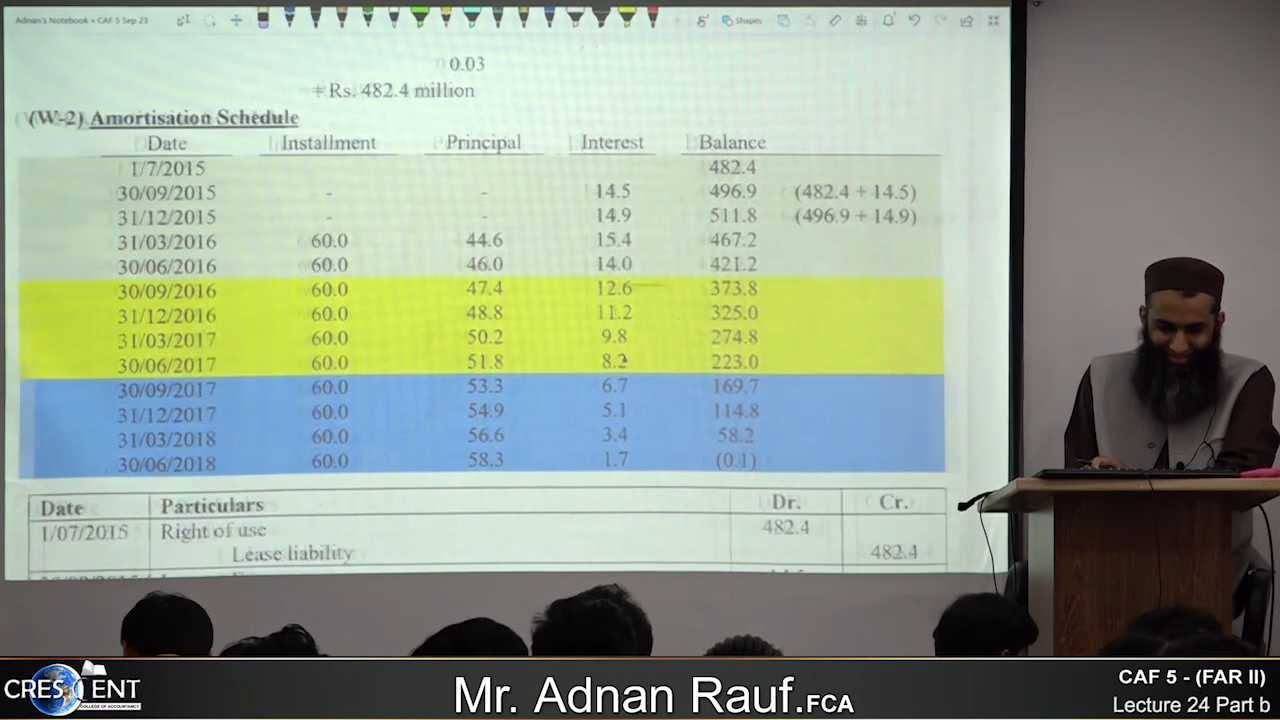 Adnan's Notebook » CAF 5 Sep 23
Shapes
0.03
= Rs. 482.4 million
(W-2) Amortisation Schedule
Date Installment Principal Interest Balance
1/7/2015 482.4
30/09/2015 - - 14.5 496.9 (482.4 + 14.5)
31/12/2015 - - 14.9 511.8 (496.9 + 14.9)
31/03/2016 60.0 44.6 15.4 467.2
30/06/2016 60.0 46.0 14.0 421.2
30/09/2016 60.0 47.4 12.6 373.8
31/12/2016 60.0 48.8 11.2 325.0
31/03/2017 60.0 50.2 9.8 274.8
30/06/2017 60.0 51.8 8.2 223.0
30/09/2017 60.0 53.3 6.7 169.7
31/12/2017 60.0 54.9 5.1 114.8
31/03/2018 60.0 56.6 3.4 58.2
30/06/2018 60.0 58.3 1.7 (0.1)
Date Particulars Dr. Cr.
1/07/2015 Right of use 482.4
Lease liability 482.4
CRESCENT
COLLEGE OF ACCOUNTANCY
Mr. Adnan Rauf.FCA
CAF 5 - (FAR II)
Lecture 24 Part b